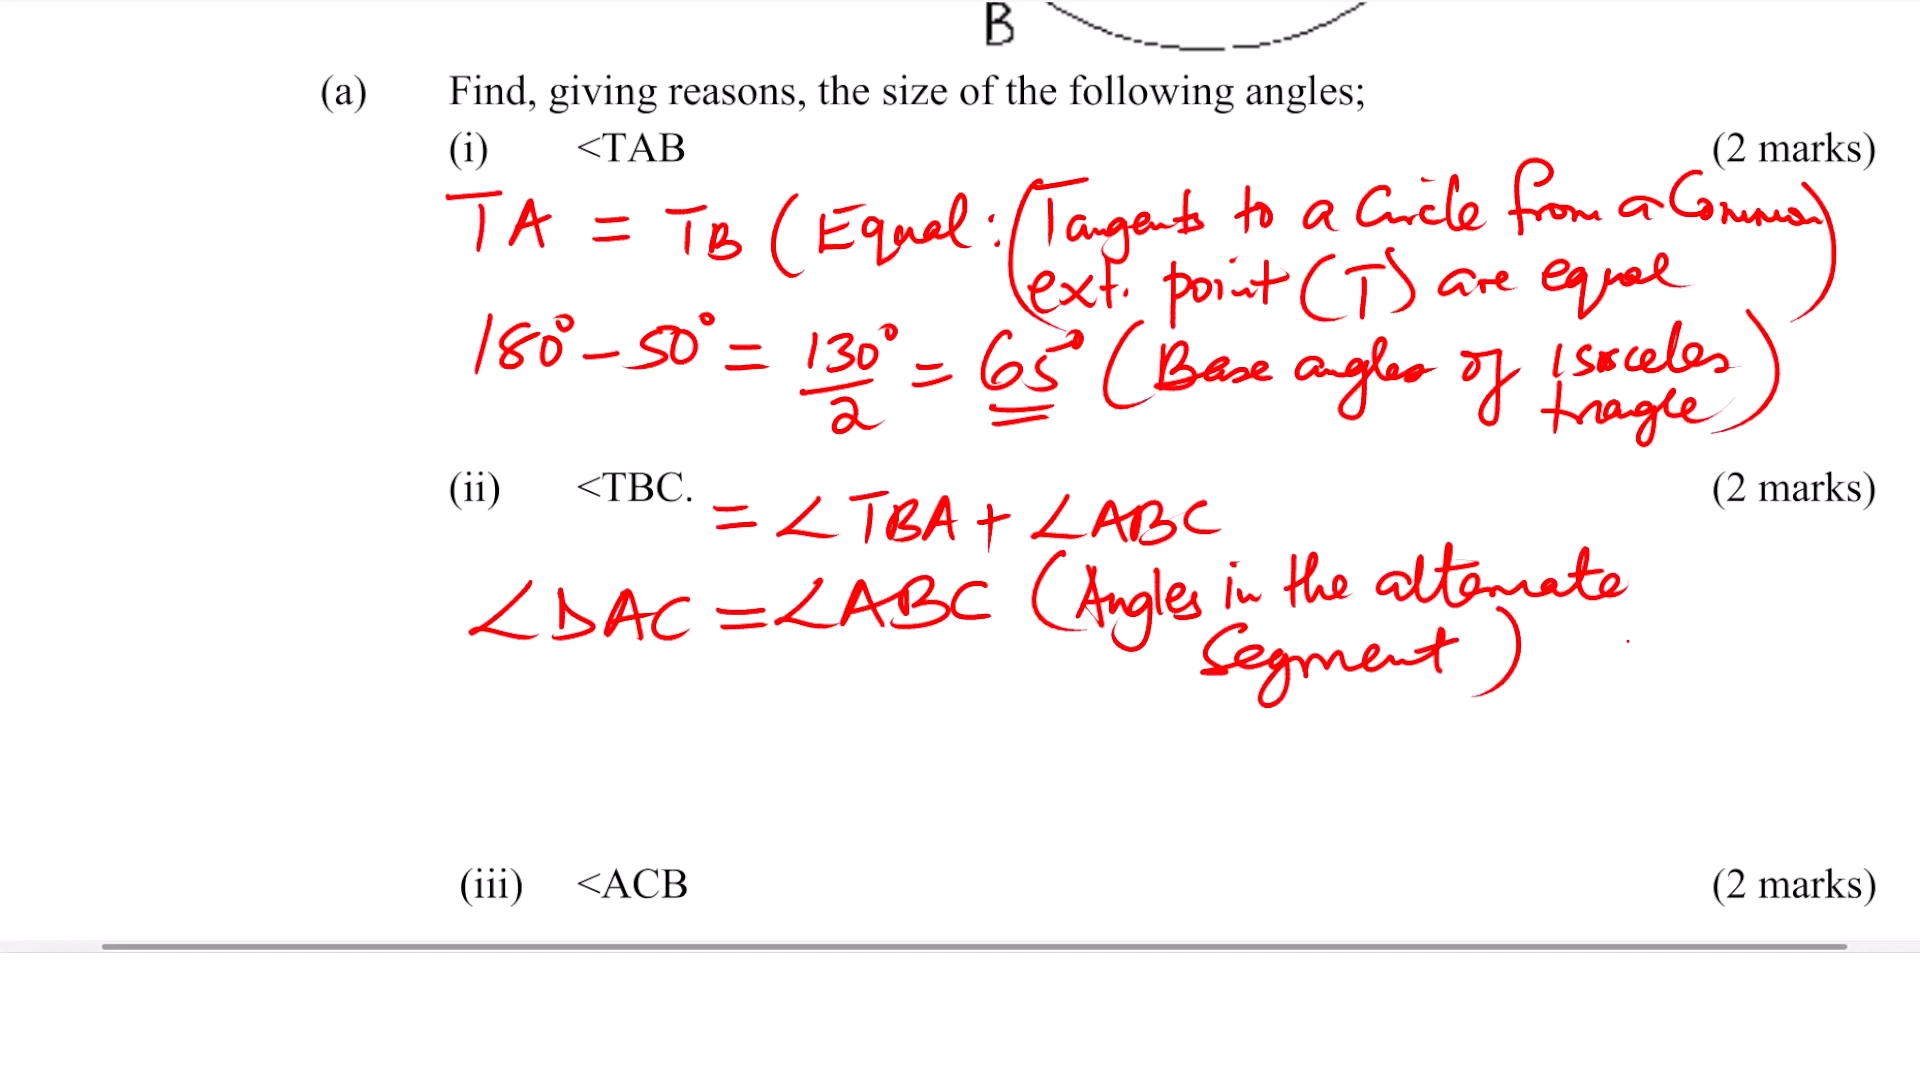 B
(a) Find, giving reasons, the size of the following angles;
(i) <TAB (2 marks)
TA = TB (Equal: (Tangents to a Circle from a Common
ext. point (T) are equal)
180° - 50° = 130°/2 = 65° (Base angles of isosceles
triangle)
(ii) <TBC. (2 marks)
= ∠TBA + ∠ABC
∠DAC = ∠ABC (Angles in the alternate
Segment)
(iii) <ACB (2 marks)